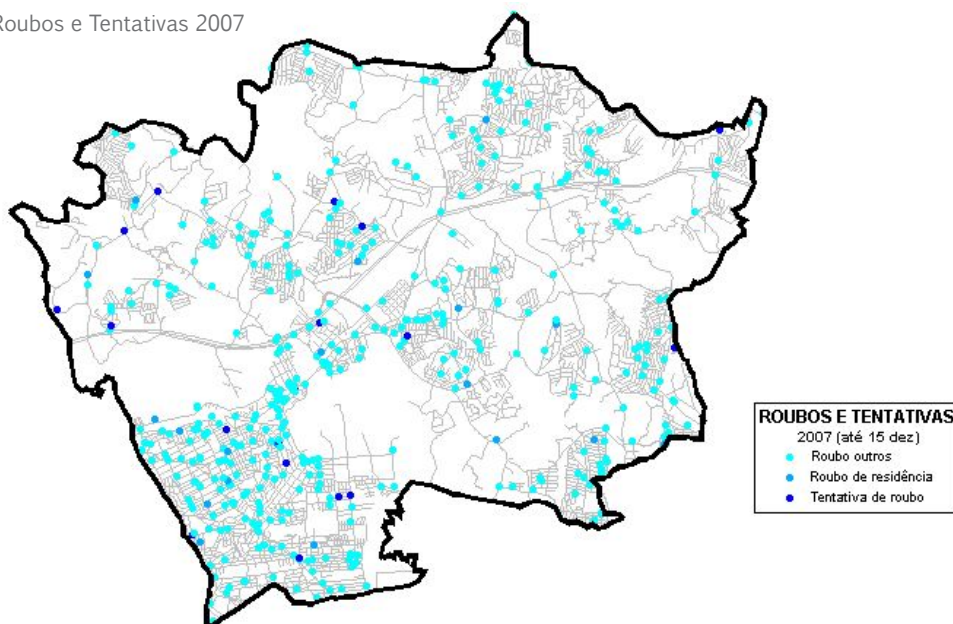 Roubos e Tentativas 2007
ROUBOS E TENTATIVAS
2007 (até 15 dez)
Roubo outros
Roubo de residência
Tentativa de roubo